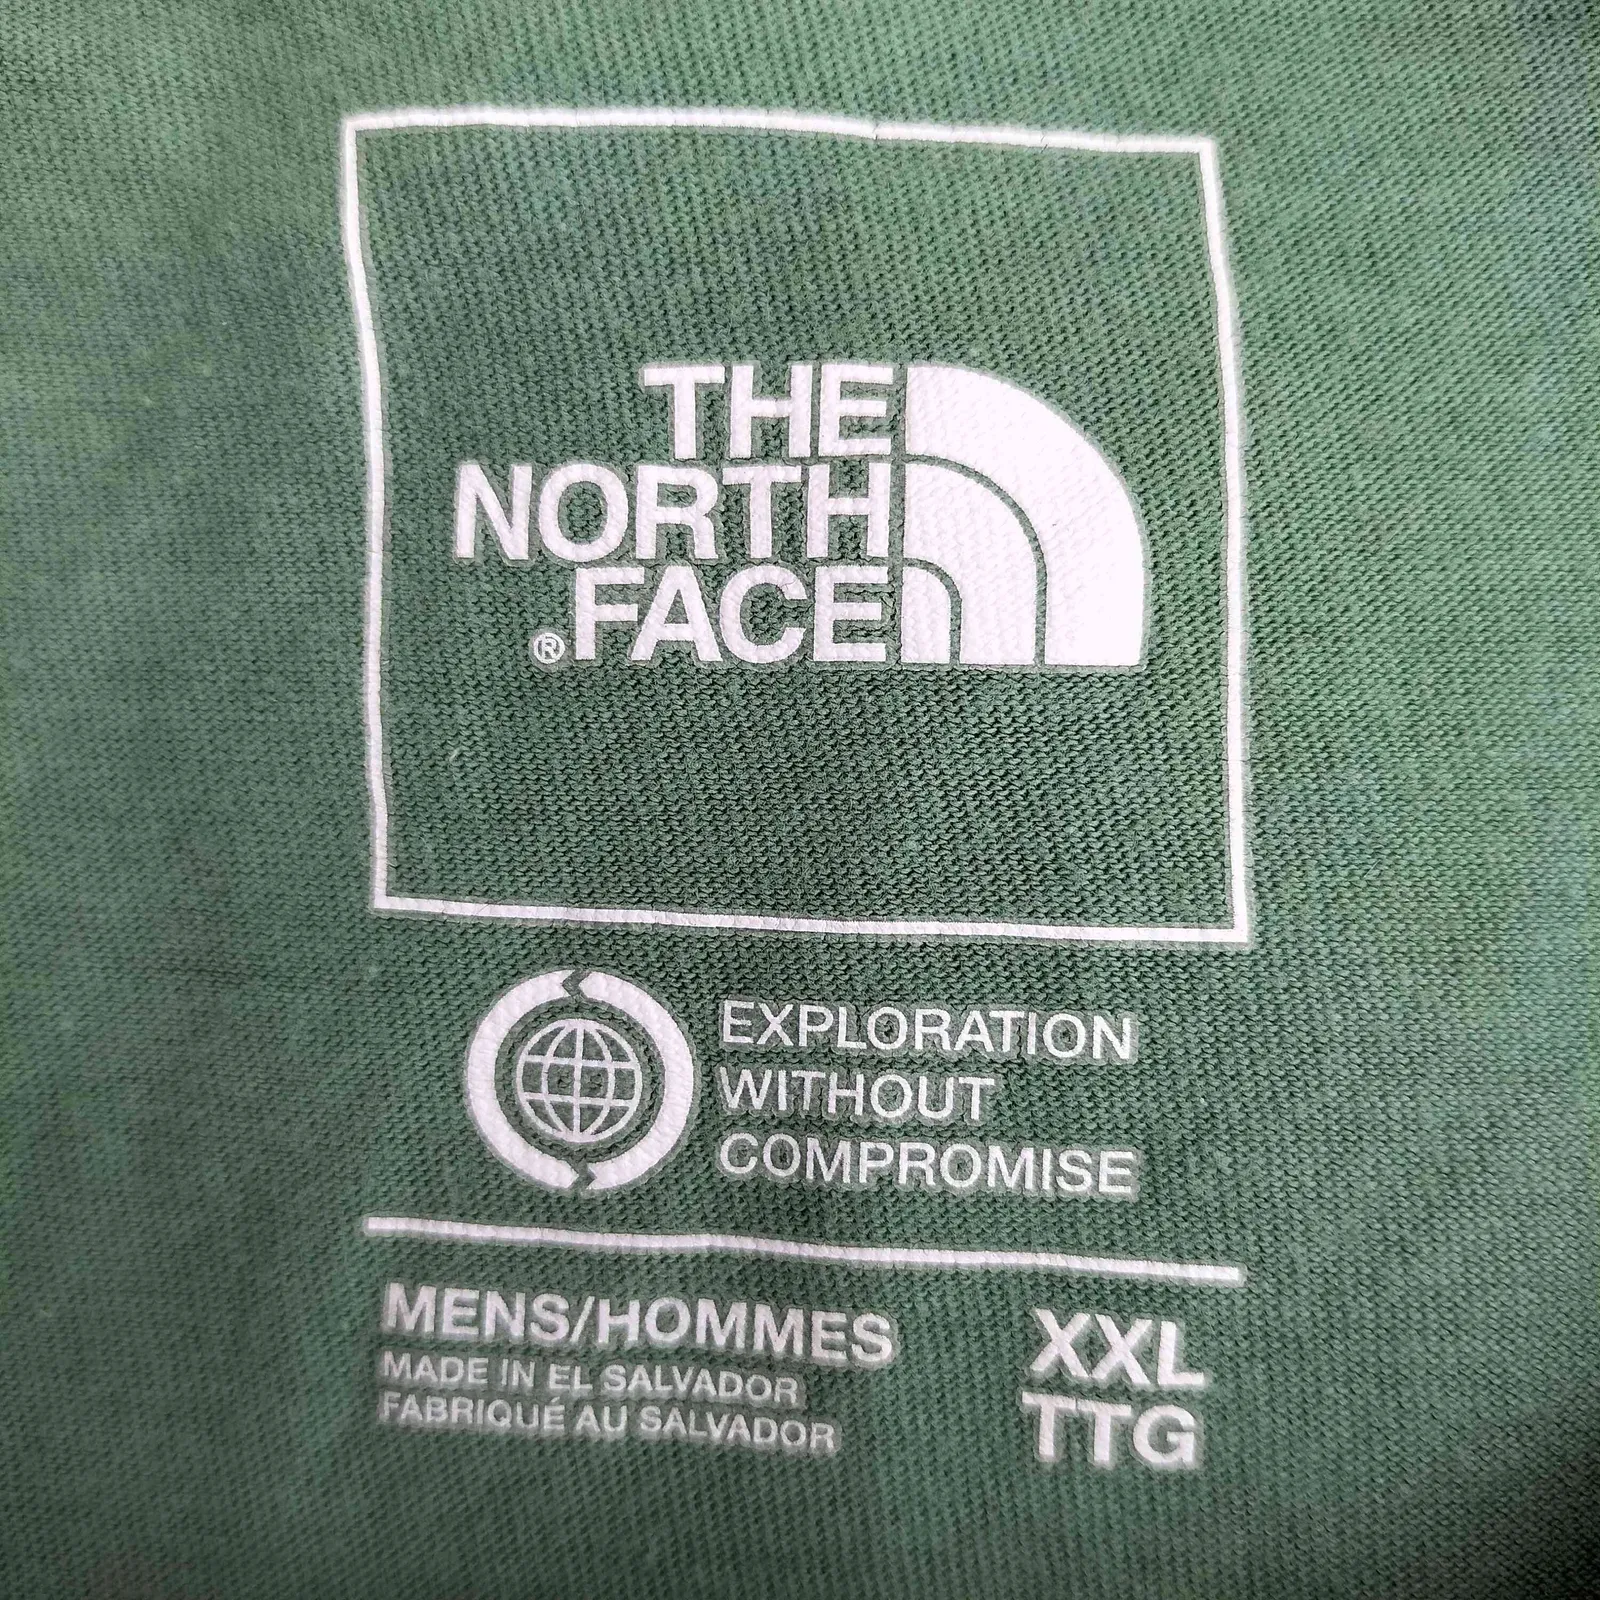 THE
NORTH
FACE
®
EXPLORATION
WITHOUT
COMPROMISE
MENS/HOMMES
MADE IN EL SALVADOR
FABRIQUÉ AU SALVADOR
XXL
TTG